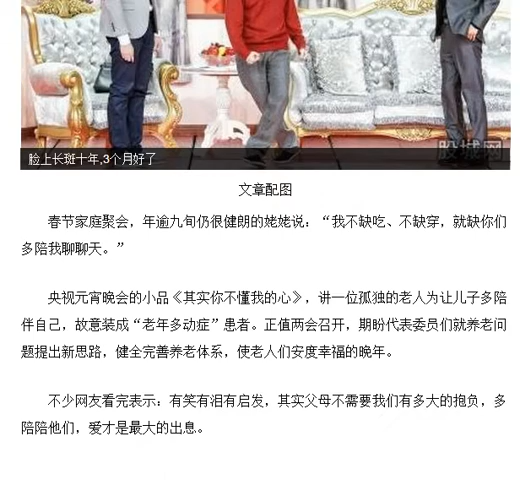 股城网
脸上长斑十年,3个月好了
文章配图
春节家庭聚会，年逾九旬仍很健朗的姥姥说：“我不缺吃、不缺穿，就缺你们
多陪我聊聊天。”
央视元宵晚会的小品《其实你不懂我的心》，讲一位孤独的老人为让儿子多陪
伴自己，故意装成“老年多动症”患者。正值两会召开，期盼代表委员们就养老问
题提出新思路，健全完善养老体系，使老人们安度幸福的晚年。
不少网友看完表示：有笑有泪有启发，其实父母不需要我们有多大的抱负，多
陪陪他们，爱才是最大的出息。